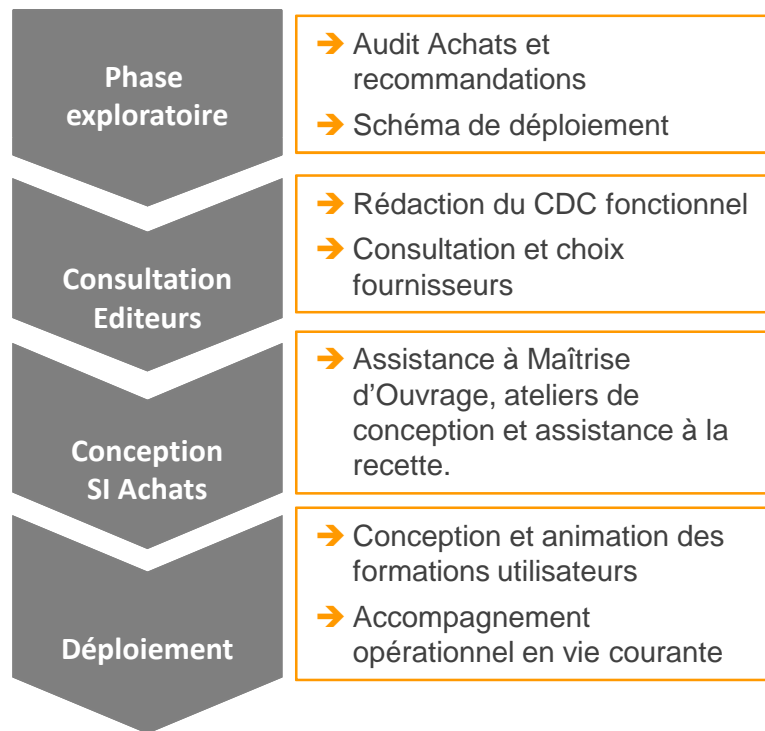 Phase
exploratoire
➔ Audit Achats et
recommandations
➔ Schéma de déploiement
Consultation
Editeurs
➔ Rédaction du CDC fonctionnel
➔ Consultation et choix
fournisseurs
Conception
SI Achats
➔ Assistance à Maîtrise
d’Ouvrage, ateliers de
conception et assistance à la
recette.
Déploiement
➔ Conception et animation des
formations utilisateurs
➔ Accompagnement
opérationnel en vie courante